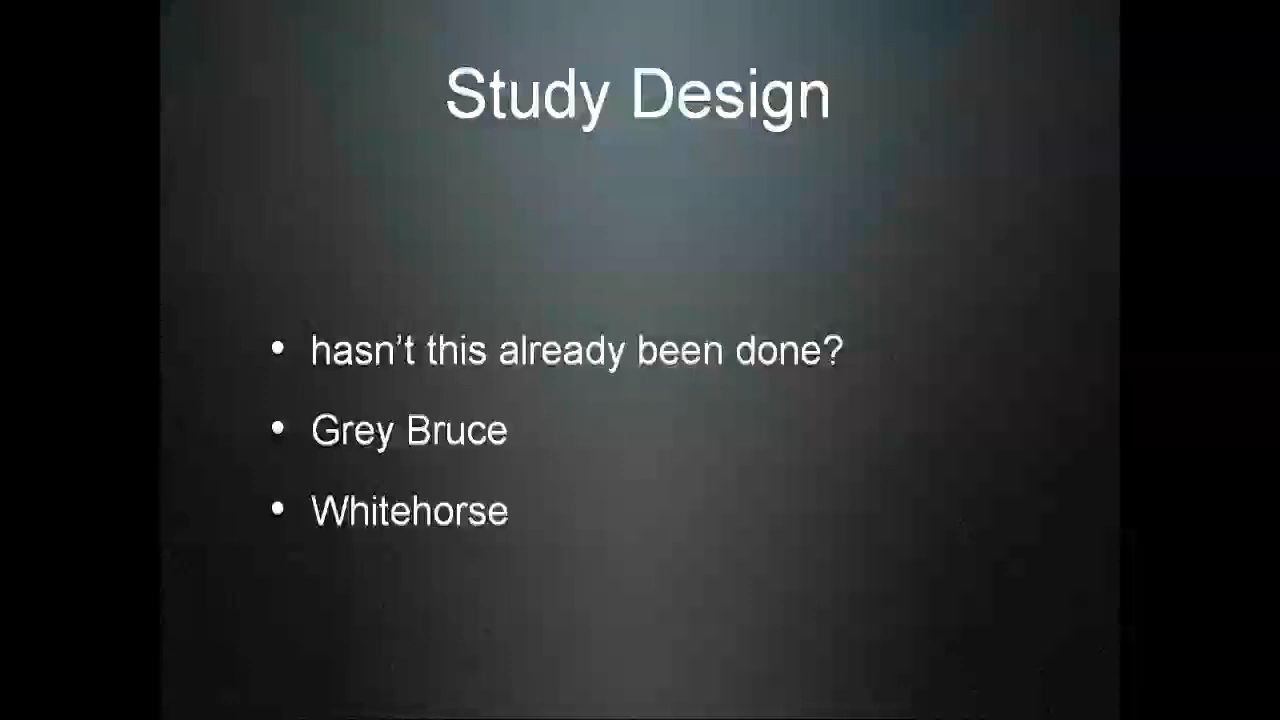 Study Design
• hasn’t this already been done?
• Grey Bruce
• Whitehorse